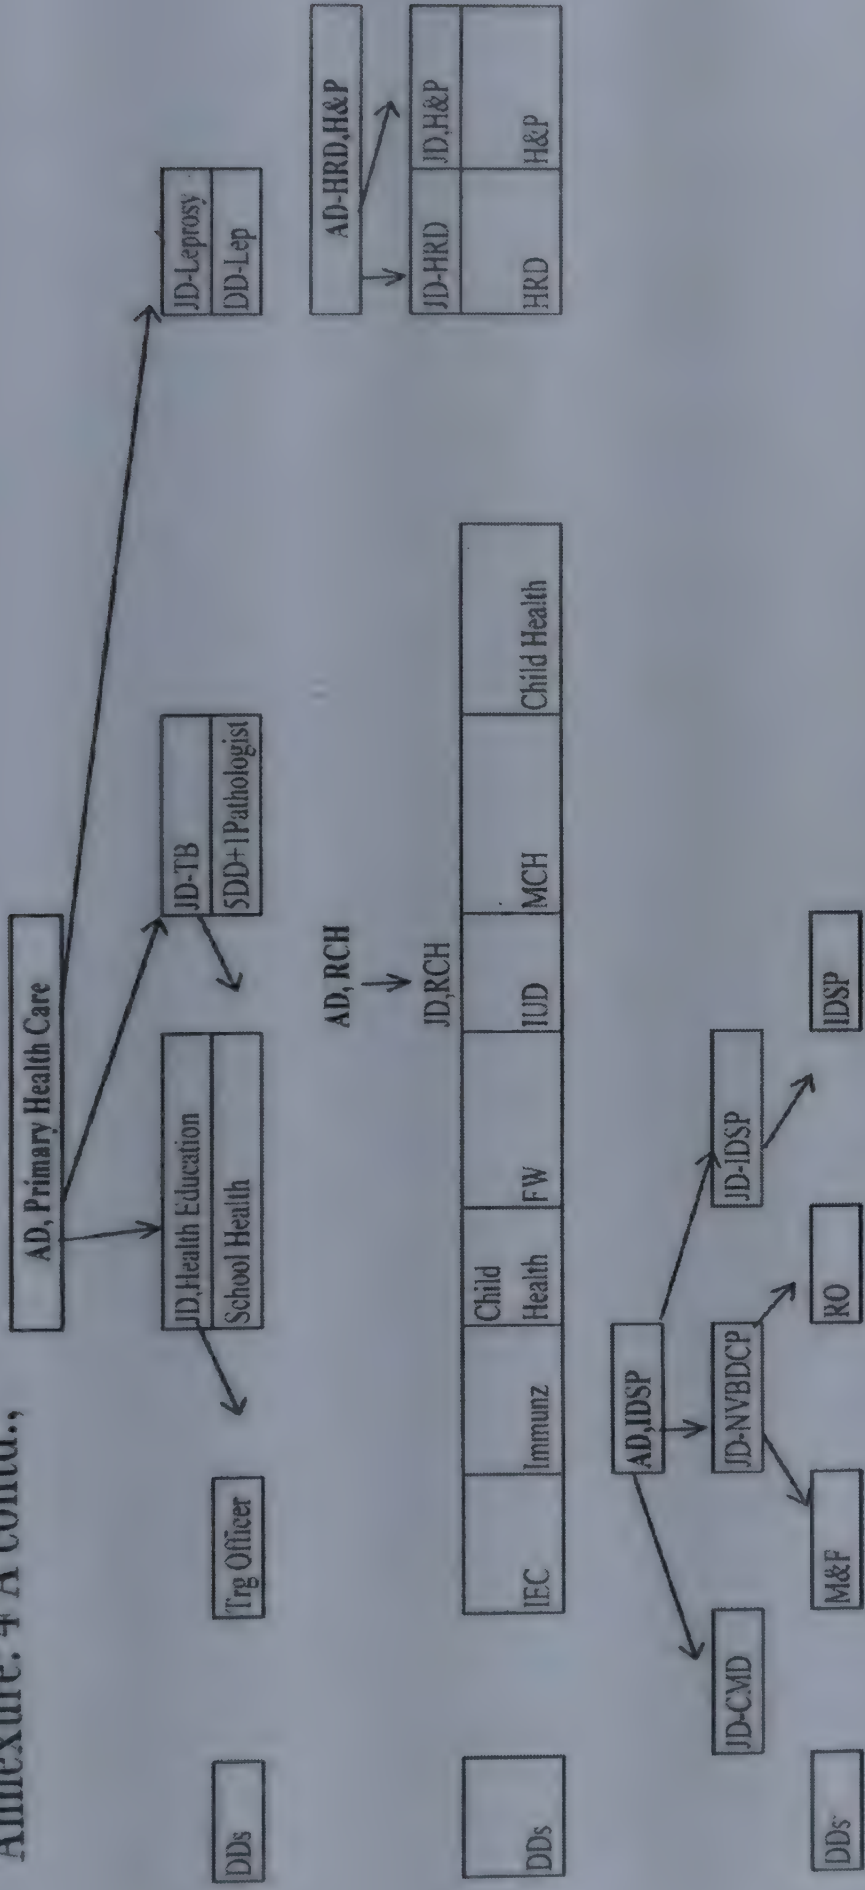 Annexure. 4 A contd.,
AD, Primary Health Care
JD,Health Education
JD-TB
JD-Leprosy
DDs
Trg Officer
School Health
5DD+1Pathologist
DD-Lep
AD, RCH
AD-HRD,H&P
JD,RCH
JD-HRD
JD,H&P
DDs
IEC
Immunz
Child
Health
FW
IUD
MCH
Child Health
HRD
H&P
AD,IDSP
JD-CMD
JD-NVBDCP
JD-IDSP
DDs
M&F
RO
IDSP